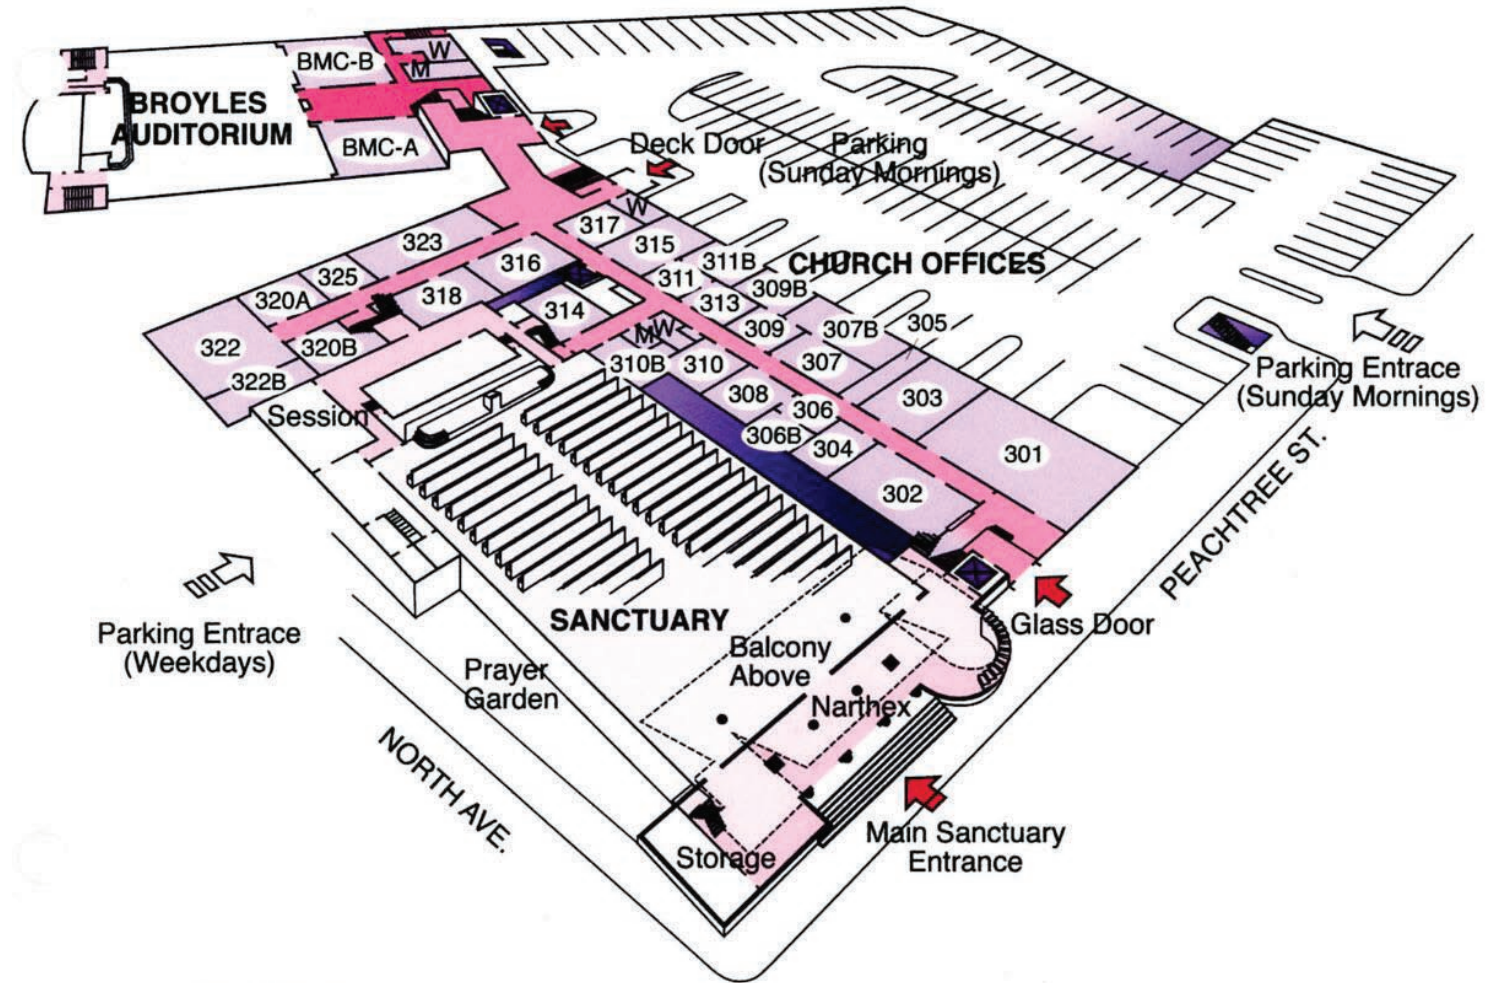 BMC-B
W
M
BROYLES
AUDITORIUM
BMC-A
Deck Door
Parking
(Sunday Mornings)
W
317
323
315
316
311B
CHURCH OFFICES
325
311
309B
320A
318
313
314
305
309
307B
M W
322
320B
310B
310
307
Parking Entrace
(Sunday Mornings)
322B
308
303
306
Session
306B
304
301
302
PEACHTREE ST.
Parking Entrace
(Weekdays)
SANCTUARY
Glass Door
Balcony
Above
Prayer
Garden
Narthex
NORTH AVE.
Main Sanctuary
Entrance
Storage